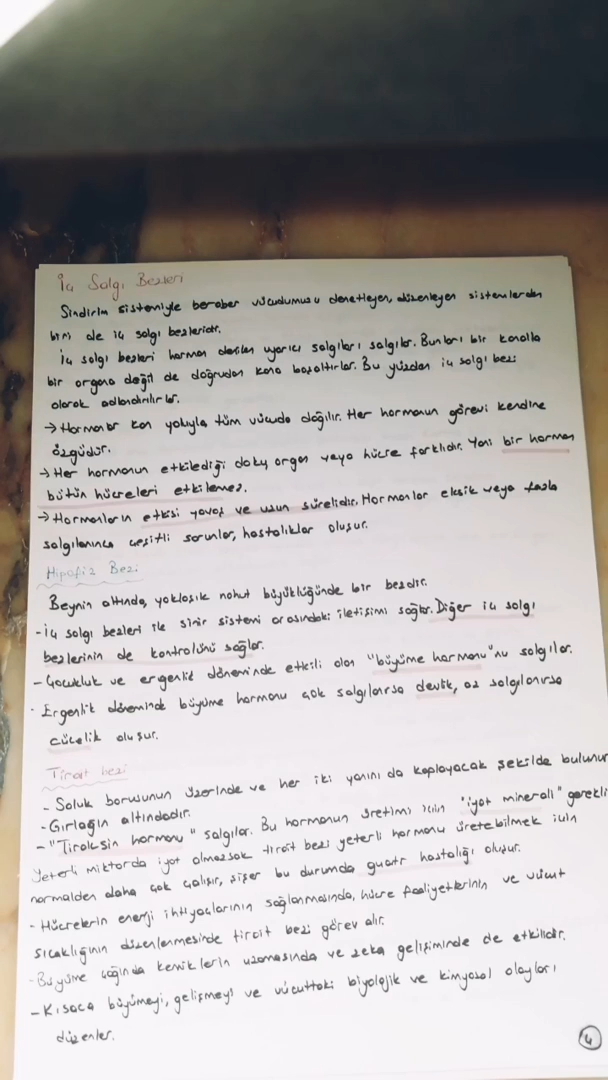 İç Salgı Bezleri
Sindirim sistemiyle beraber vücudumuzu denetleyen, düzenleyen sistemlerden
biri de iç salgı bezleridir.
İç salgı bezleri hormon denilen uyarıcı salgıları salgılar. Bunları bir kanalla
bir organa değil de doğrudan kana boşaltırlar. Bu yüzden iç salgı bezi
olarak adlandırılırlar.
→ Hormonlar kan yoluyla tüm vücuda dağılır. Her hormonun görevi kendine
özgüdür.
→ Her hormonun etkilediği doku, organ veya hücre farklıdır. Yani bir hormon
bütün hücreleri etkilemez.
→ Hormonların etkisi yavaş ve uzun sürelidir. Hormonlar eksik veya fazla
salgılanınca çeşitli sorunlar, hastalıklar oluşur.
Hipofiz Bezi
Beynin altında, yaklaşık nohut büyüklüğünde bir bezdir.
- İç salgı bezleri ile sinir sistemi arasındaki iletişimi sağlar. Diğer iç salgı
bezlerinin de kontrolünü sağlar.
- Çocukluk ve ergenlik döneminde etkili olan "büyüme hormonu"nu salgılar.
- Ergenlik döneminde büyüme hormonu çok salgılanırsa devlik, az salgılanırsa
cücelik oluşur.
Tiroit bezi
- Soluk borusunun üzerinde ve her iki yanını da kaplayacak şekilde bulunur
- Gırtlağın altındadır.
- "Tiroksin hormonu" salgılar. Bu hormonun üretimi için "iyot minerali" gerekli
Yeterli miktarda iyot olmazsak tiroit bezi yeterli hormonu üretebilmek için
normalden daha çok çalışır, şişer bu durumda guatr hastalığı oluşur.
- Hücrelerin enerji ihtiyaçlarının sağlanmasında, hücre faaliyetlerinin ve vücut
sıcaklığının düzenlenmesinde tiroit bezi görev alır.
- Büyüme çağında kemiklerin uzamasında ve zeka gelişiminde de etkilidir.
- Kısaca büyümeyi, gelişmeyi ve vücuttaki biyolojik ve kimyasal olayları
düzenler.
4